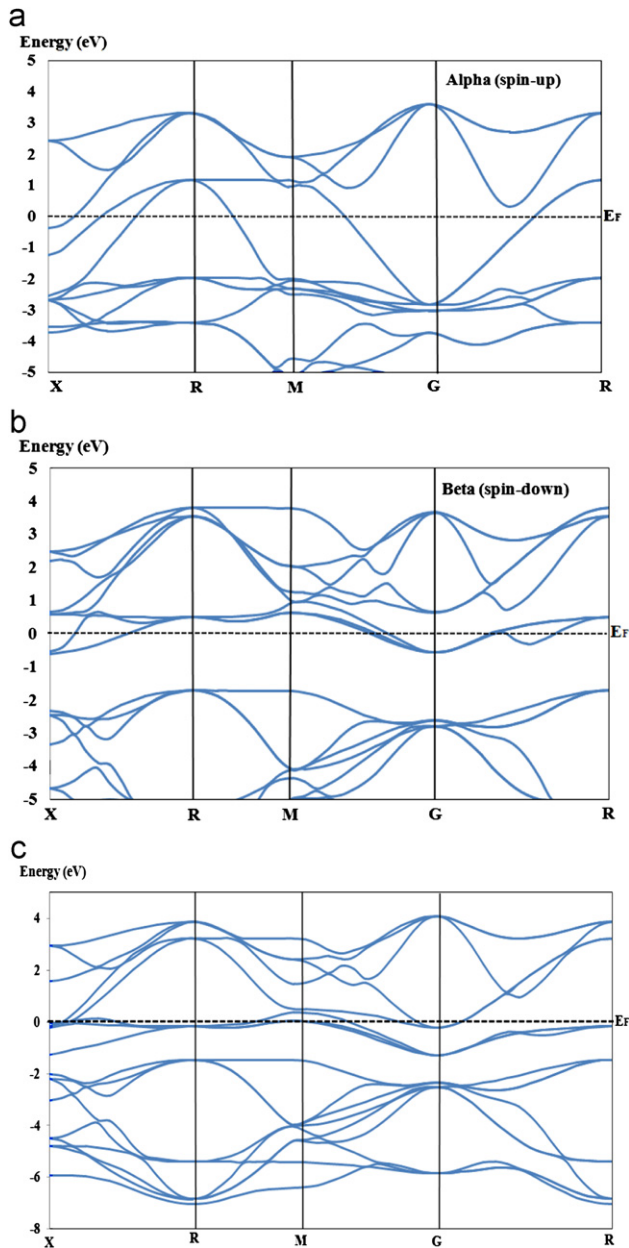 a
Energy (eV)
5
Alpha (spin-up)
4
3
2
1
0
EF
-1
-2
-3
-4
-5
X R M G R
b
Energy (eV)
5
Beta (spin-down)
4
3
2
1
0
EF
-1
-2
-3
-4
-5
X R M G R
c
Energy (eV)
4
2
0
EF
-2
-4
-6
-8
X R M G R